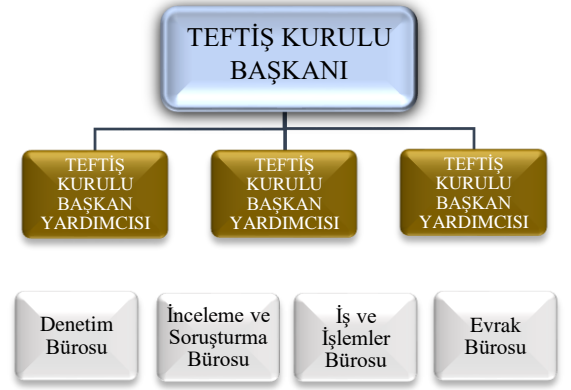 TEFTİŞ KURULU
BAŞKANI
TEFTİŞ
KURULU
BAŞKAN
YARDIMCISI
TEFTİŞ
KURULU
BAŞKAN
YARDIMCISI
TEFTİŞ
KURULU
BAŞKAN
YARDIMCISI
Denetim
Bürosu
İnceleme ve
Soruşturma
Bürosu
İş ve
İşlemler
Bürosu
Evrak
Bürosu